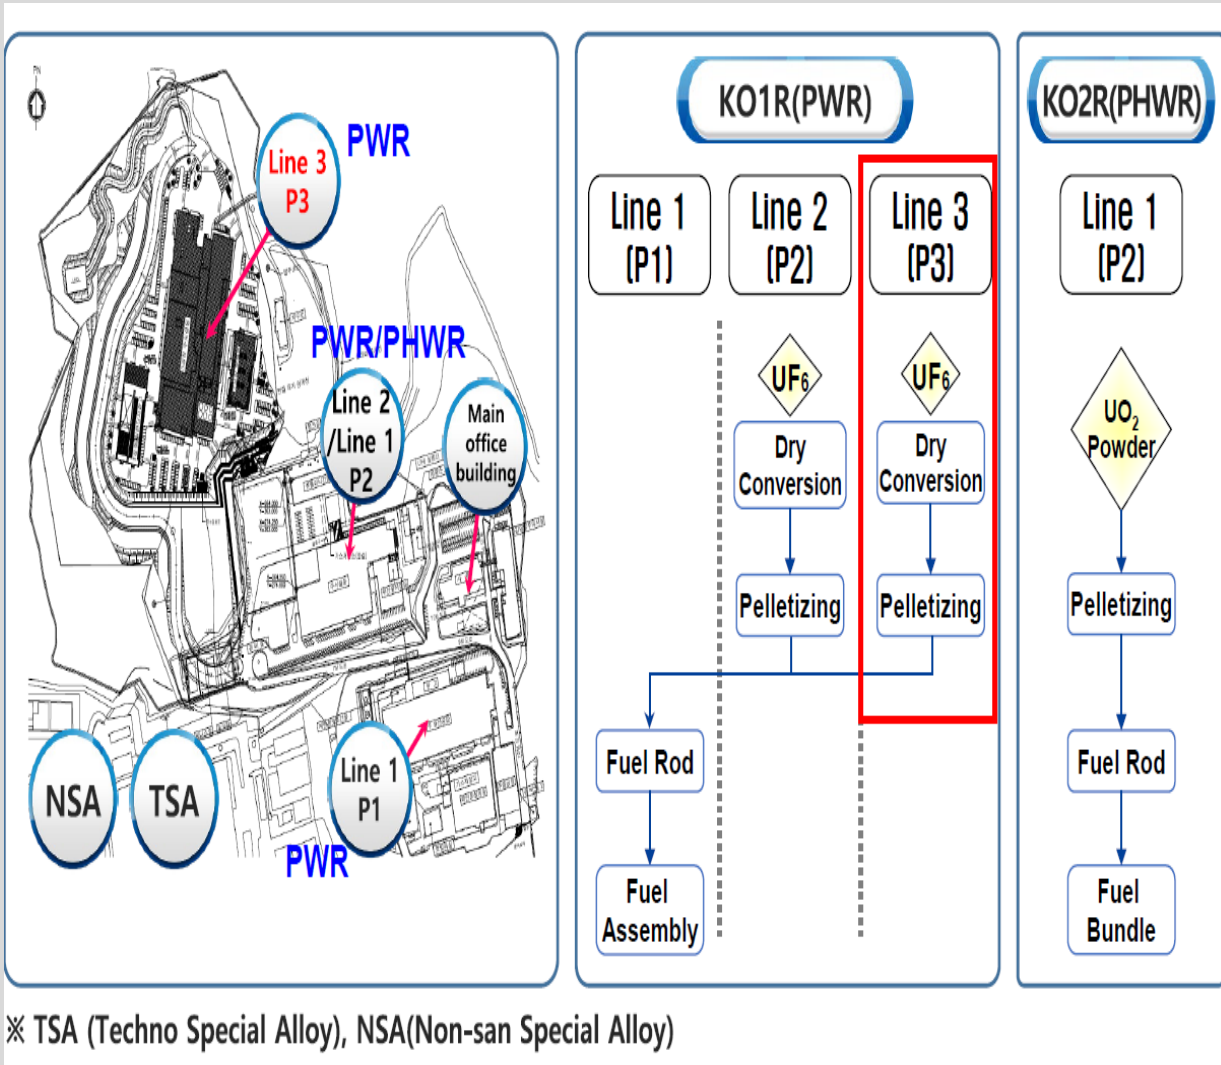 PWR
Line 3
P3
PWR/PHWR
Line 2
/Line 1
P2
Main
office
building
Line 1
P1
PWR
NSA
TSA
KO1R(PWR)
Line 1
(P1)
Line 2
(P2)
Line 3
(P3)
UF6
UF6
Dry
Conversion
Dry
Conversion
Pelletizing
Pelletizing
Fuel Rod
Fuel
Assembly
KO2R(PHWR)
Line 1
(P2)
UO2
Powder
Pelletizing
Fuel Rod
Fuel
Bundle
※ TSA (Techno Special Alloy), NSA(Non-san Special Alloy)